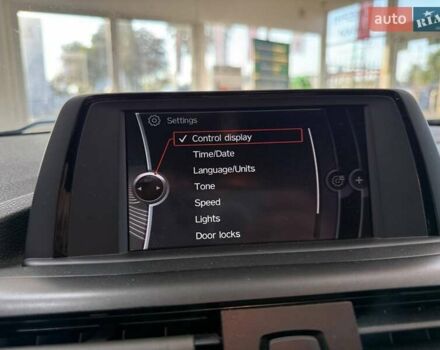 auto RIA
Settings
✓ Control display
Time/Date
Language/Units
Tone
Speed
Lights
Door locks